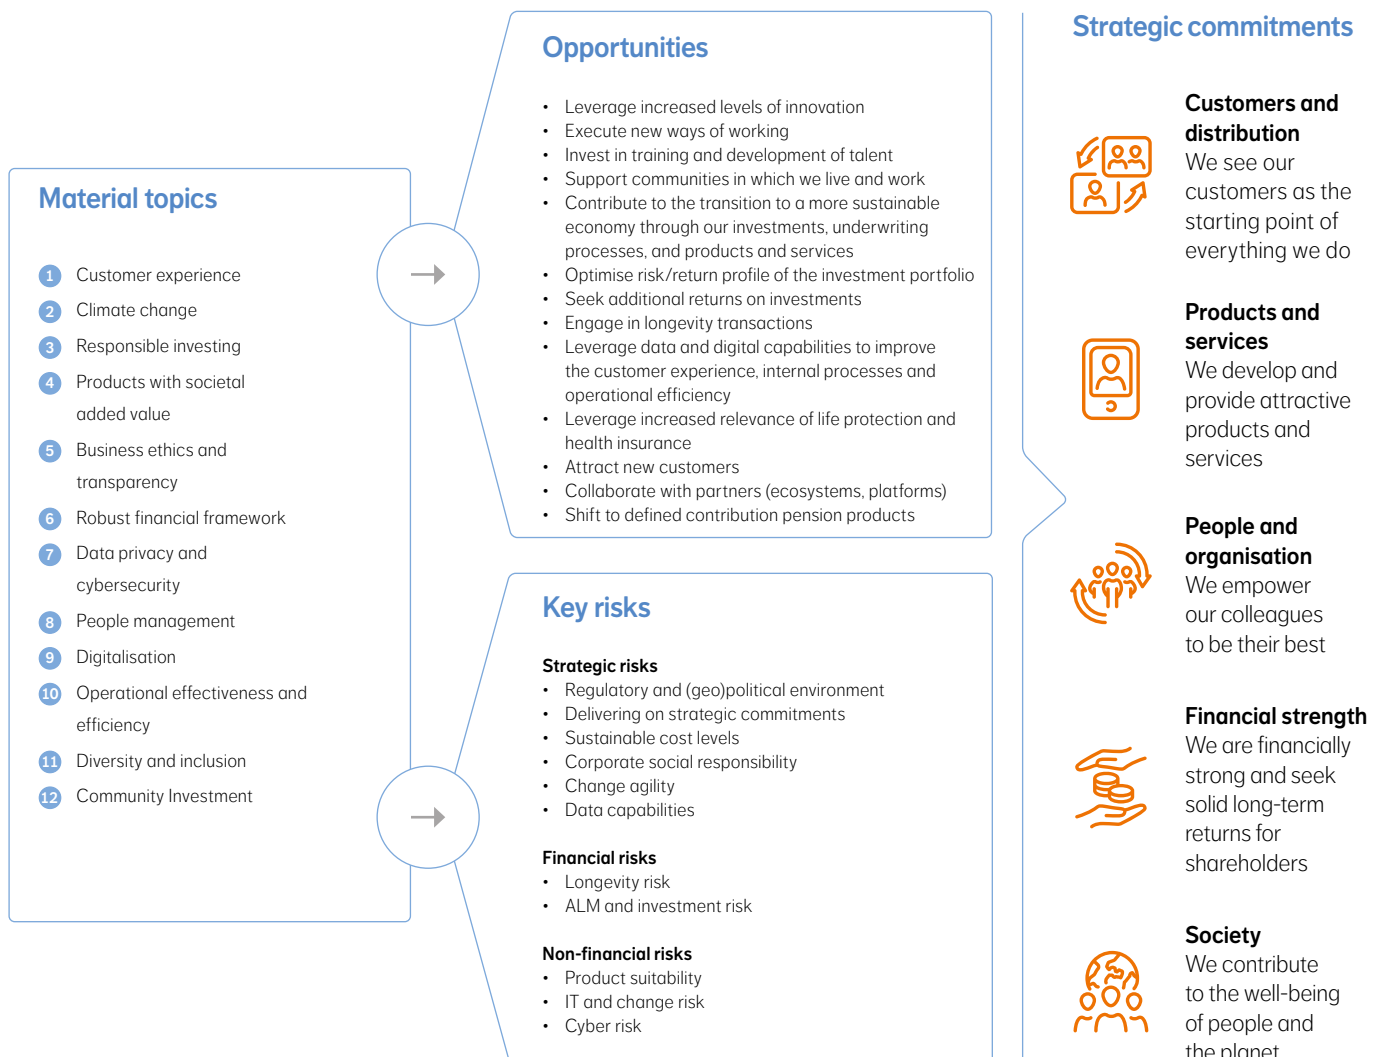 Material topics
1 Customer experience
2 Climate change
3 Responsible investing
4 Products with societal
added value
5 Business ethics and
transparency
6 Robust financial framework
7 Data privacy and
cybersecurity
8 People management
9 Digitalisation
10 Operational effectiveness and
efficiency
11 Diversity and inclusion
12 Community Investment
Opportunities
• Leverage increased levels of innovation
• Execute new ways of working
• Invest in training and development of talent
• Support communities in which we live and work
• Contribute to the transition to a more sustainable
economy through our investments, underwriting
processes, and products and services
• Optimise risk/return profile of the investment portfolio
• Seek additional returns on investments
• Engage in longevity transactions
• Leverage data and digital capabilities to improve
the customer experience, internal processes and
operational efficiency
• Leverage increased relevance of life protection and
health insurance
• Attract new customers
• Collaborate with partners (ecosystems, platforms)
• Shift to defined contribution pension products
Key risks
Strategic risks
• Regulatory and (geo)political environment
• Delivering on strategic commitments
• Sustainable cost levels
• Corporate social responsibility
• Change agility
• Data capabilities
Financial risks
• Longevity risk
• ALM and investment risk
Non-financial risks
• Product suitability
• IT and change risk
• Cyber risk
Strategic commitments
Customers and
distribution
We see our
customers as the
starting point of
everything we do
Products and
services
We develop and
provide attractive
products and
services
People and
organisation
We empower
our colleagues
to be their best
Financial strength
We are financially
strong and seek
solid long-term
returns for
shareholders
Society
We contribute
to the well-being
of people and
the planet